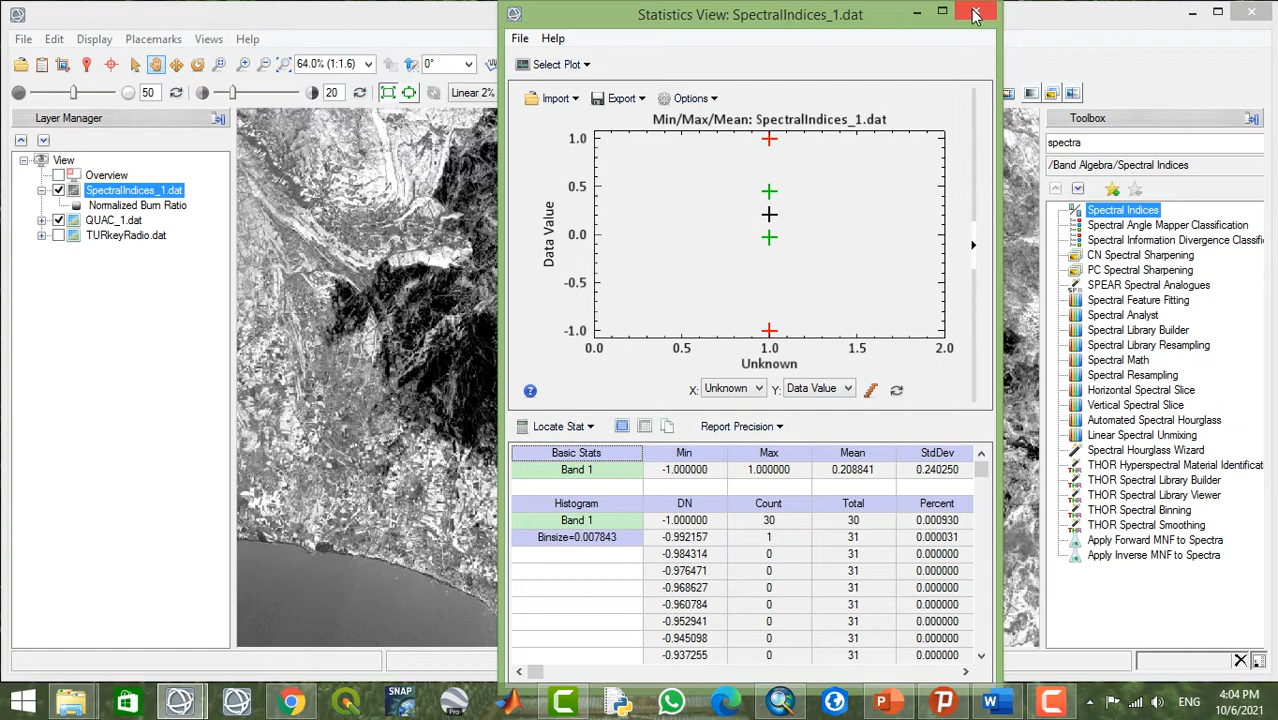 Statistics View: SpectralIndices_1.dat
File Edit Display Placemarks Views Help
File Help
64.0% (1:1.6)
0°
Select Plot
50
20
Linear 2%
Layer Manager
View
Overview
SpectralIndices_1.dat
Nomalized Burn Ratio
QUAC_1.dat
TURkeyRadio.dat
Import
Export
Options
Min/Max/Mean: SpectralIndices_1.dat
1.0
0.5
0.0
-0.5
-1.0
Data Value
0.0 0.5 1.0 1.5 2.0
Unknown
X: Unknown Y: Data Value
Locate Stat
Report Precision
Basic Stats Min Max Mean StdDev
Band 1 -1.000000 1.000000 0.208841 0.240250
Histogram DN Count Total Percent
Band 1 -1.000000 30 30 0.000930
Binsize=0.007843 -0.992157 1 31 0.000031
-0.984314 0 31 0.000000
-0.976471 0 31 0.000000
-0.968627 0 31 0.000000
-0.960784 0 31 0.000000
-0.952941 0 31 0.000000
-0.945098 0 31 0.000000
-0.937255 0 31 0.000000
Toolbox
spectra
/Band Algebra/Spectral Indices
Spectral Indices
Spectral Angle Mapper Classification
Spectral Information Divergence Classifi
CN Spectral Sharpening
PC Spectral Sharpening
SPEAR Spectral Analogues
Spectral Feature Fitting
Spectral Analyst
Spectral Library Builder
Spectral Library Resampling
Spectral Math
Spectral Resampling
Horizontal Spectral Slice
Vertical Spectral Slice
Automated Spectral Hourglass
Linear Spectral Unmixing
Spectral Hourglass Wizard
THOR Hyperspectral Material Identificat
THOR Spectral Library Builder
THOR Spectral Library Viewer
THOR Spectral Binning
THOR Spectral Smoothing
Apply Forward MNF to Spectra
Apply Inverse MNF to Spectra
SNAP
Pro
ENG
4:04 PM
10/6/2021